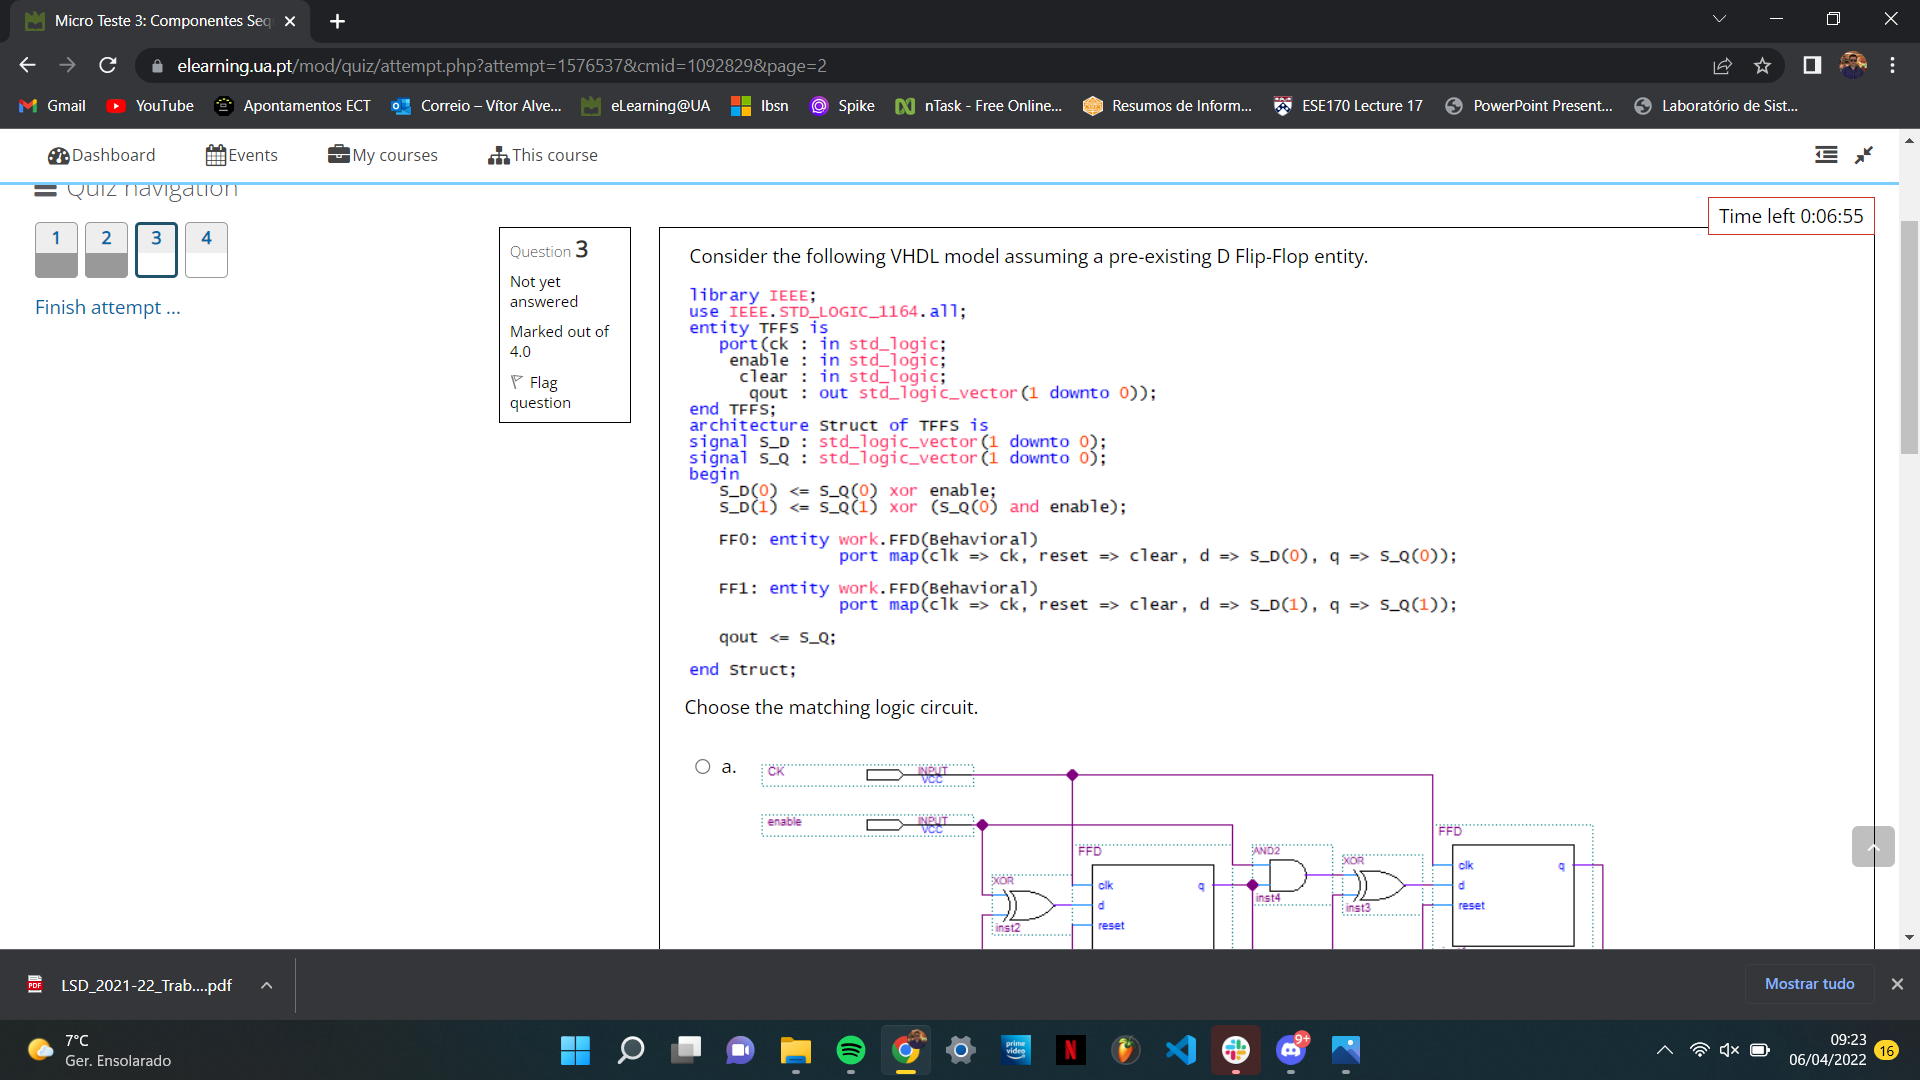 Micro Teste 3: Componentes Seq
elearning.ua.pt/mod/quiz/attempt.php?attempt=1576537&cmid=1092829&page=2
Gmail YouTube Apontamentos ECT Correio – Vítor Alve... eLearning@UA Ibsn Spike nTask - Free Online... Resumos de Inform... ESE170 Lecture 17 PowerPoint Present... Laboratório de Sist...
Dashboard Events My courses This course
Quiz navigation
Time left 0:06:55
1 2 3 4
Finish attempt ...
Question 3
Not yet
answered
Marked out of
4.0
Flag
question
Consider the following VHDL model assuming a pre-existing D Flip-Flop entity.
library IEEE;
use IEEE.STD_LOGIC_1164.all;
entity TFFS is
port(ck : in std_logic;
enable : in std_logic;
clear : in std_logic;
qout : out std_logic_vector(1 downto 0));
end TFFS;
architecture Struct of TFFS is
signal S_D : std_logic_vector(1 downto 0);
signal S_Q : std_logic_vector(1 downto 0);
begin
S_D(0) <= S_Q(0) xor enable;
S_D(1) <= S_Q(1) xor (S_Q(0) and enable);
FF0: entity work.FFD(Behavioral)
port map(clk => ck, reset => clear, d => S_D(0), q => S_Q(0));
FF1: entity work.FFD(Behavioral)
port map(clk => ck, reset => clear, d => S_D(1), q => S_Q(1));
qout <= S_Q;
end Struct;
Choose the matching logic circuit.
a.
CK INPUT
VCC
enable INPUT
VCC
FFD
clk q
d
reset
XOR
inst2
AND2
inst4
XOR
inst3
FFD
clk q
d
reset
LSD_2021-22_Trab....pdf
Mostrar tudo
7°C
Ger. Ensolarado
prime
video
N
9+
09:23
06/04/2022
16